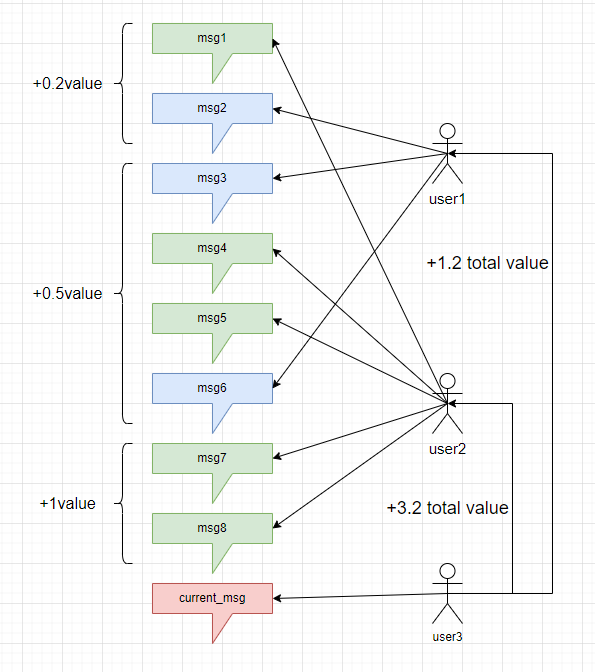 msg1
+0.2value
msg2
msg3
user1
msg4
+1.2 total value
+0.5value
msg5
msg6
user2
msg7
+1value
+3.2 total value
msg8
current_msg
user3